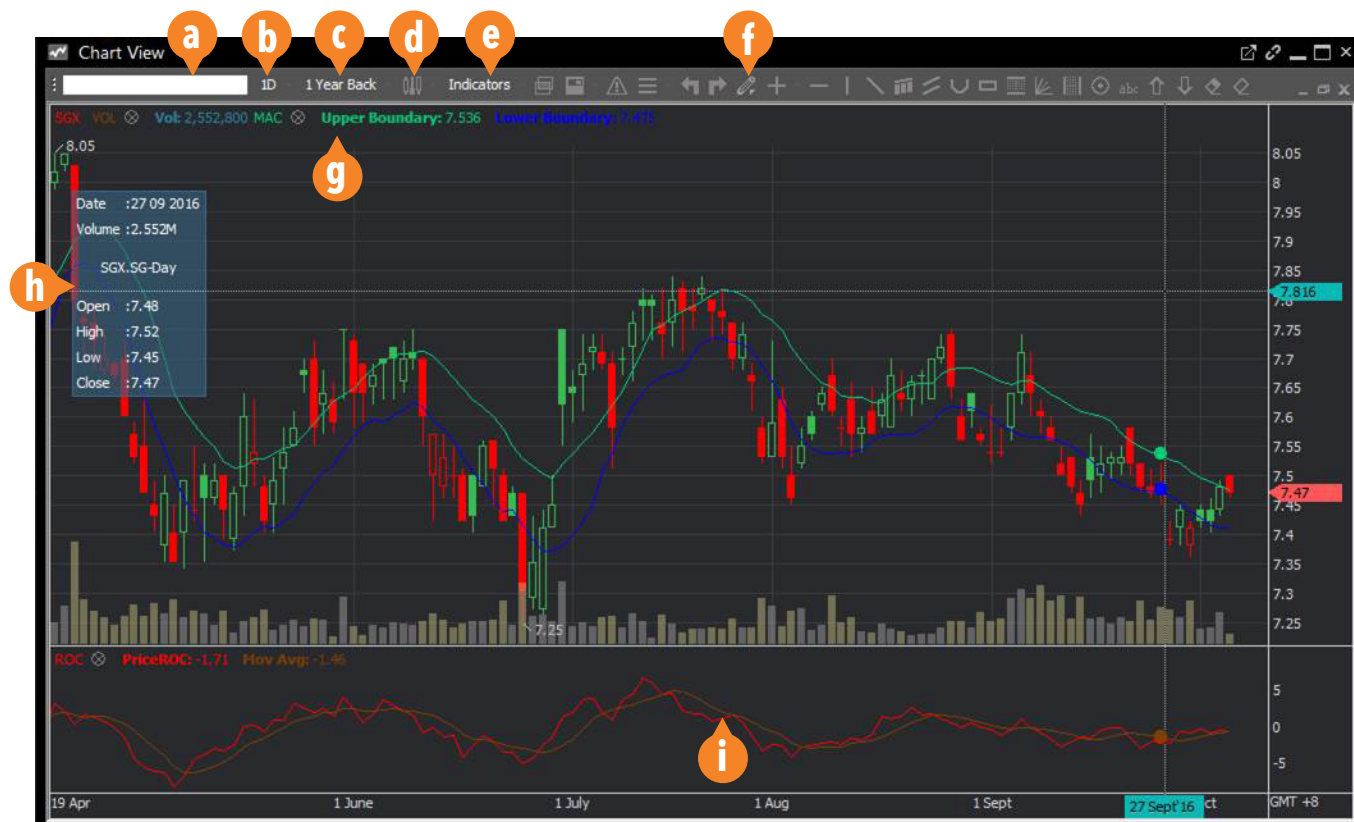 a b c d e f
Chart View
1D 1 Year Back Indicators abc
SGX VOL Vol: 2,552,800 MAC Upper Boundary: 7.536 Lower Boundary: 7.475
g
8.05
Date :27 09 2016
Volume :2.552M
SGX.SG-Day
h
Open :7.48
High :7.52
Low :7.45
Close :7.47
7.25
8.05
8
7.95
7.9
7.85
7.816
7.8
7.75
7.7
7.65
7.6
7.55
7.5
7.47
7.45
7.4
7.35
7.3
7.25
ROC PriceROC: -1.71 Mov Avg: -1.46
i
5
0
-5
19 Apr 1 June 1 July 1 Aug 1 Sept 27 Sept'16 ct GMT +8